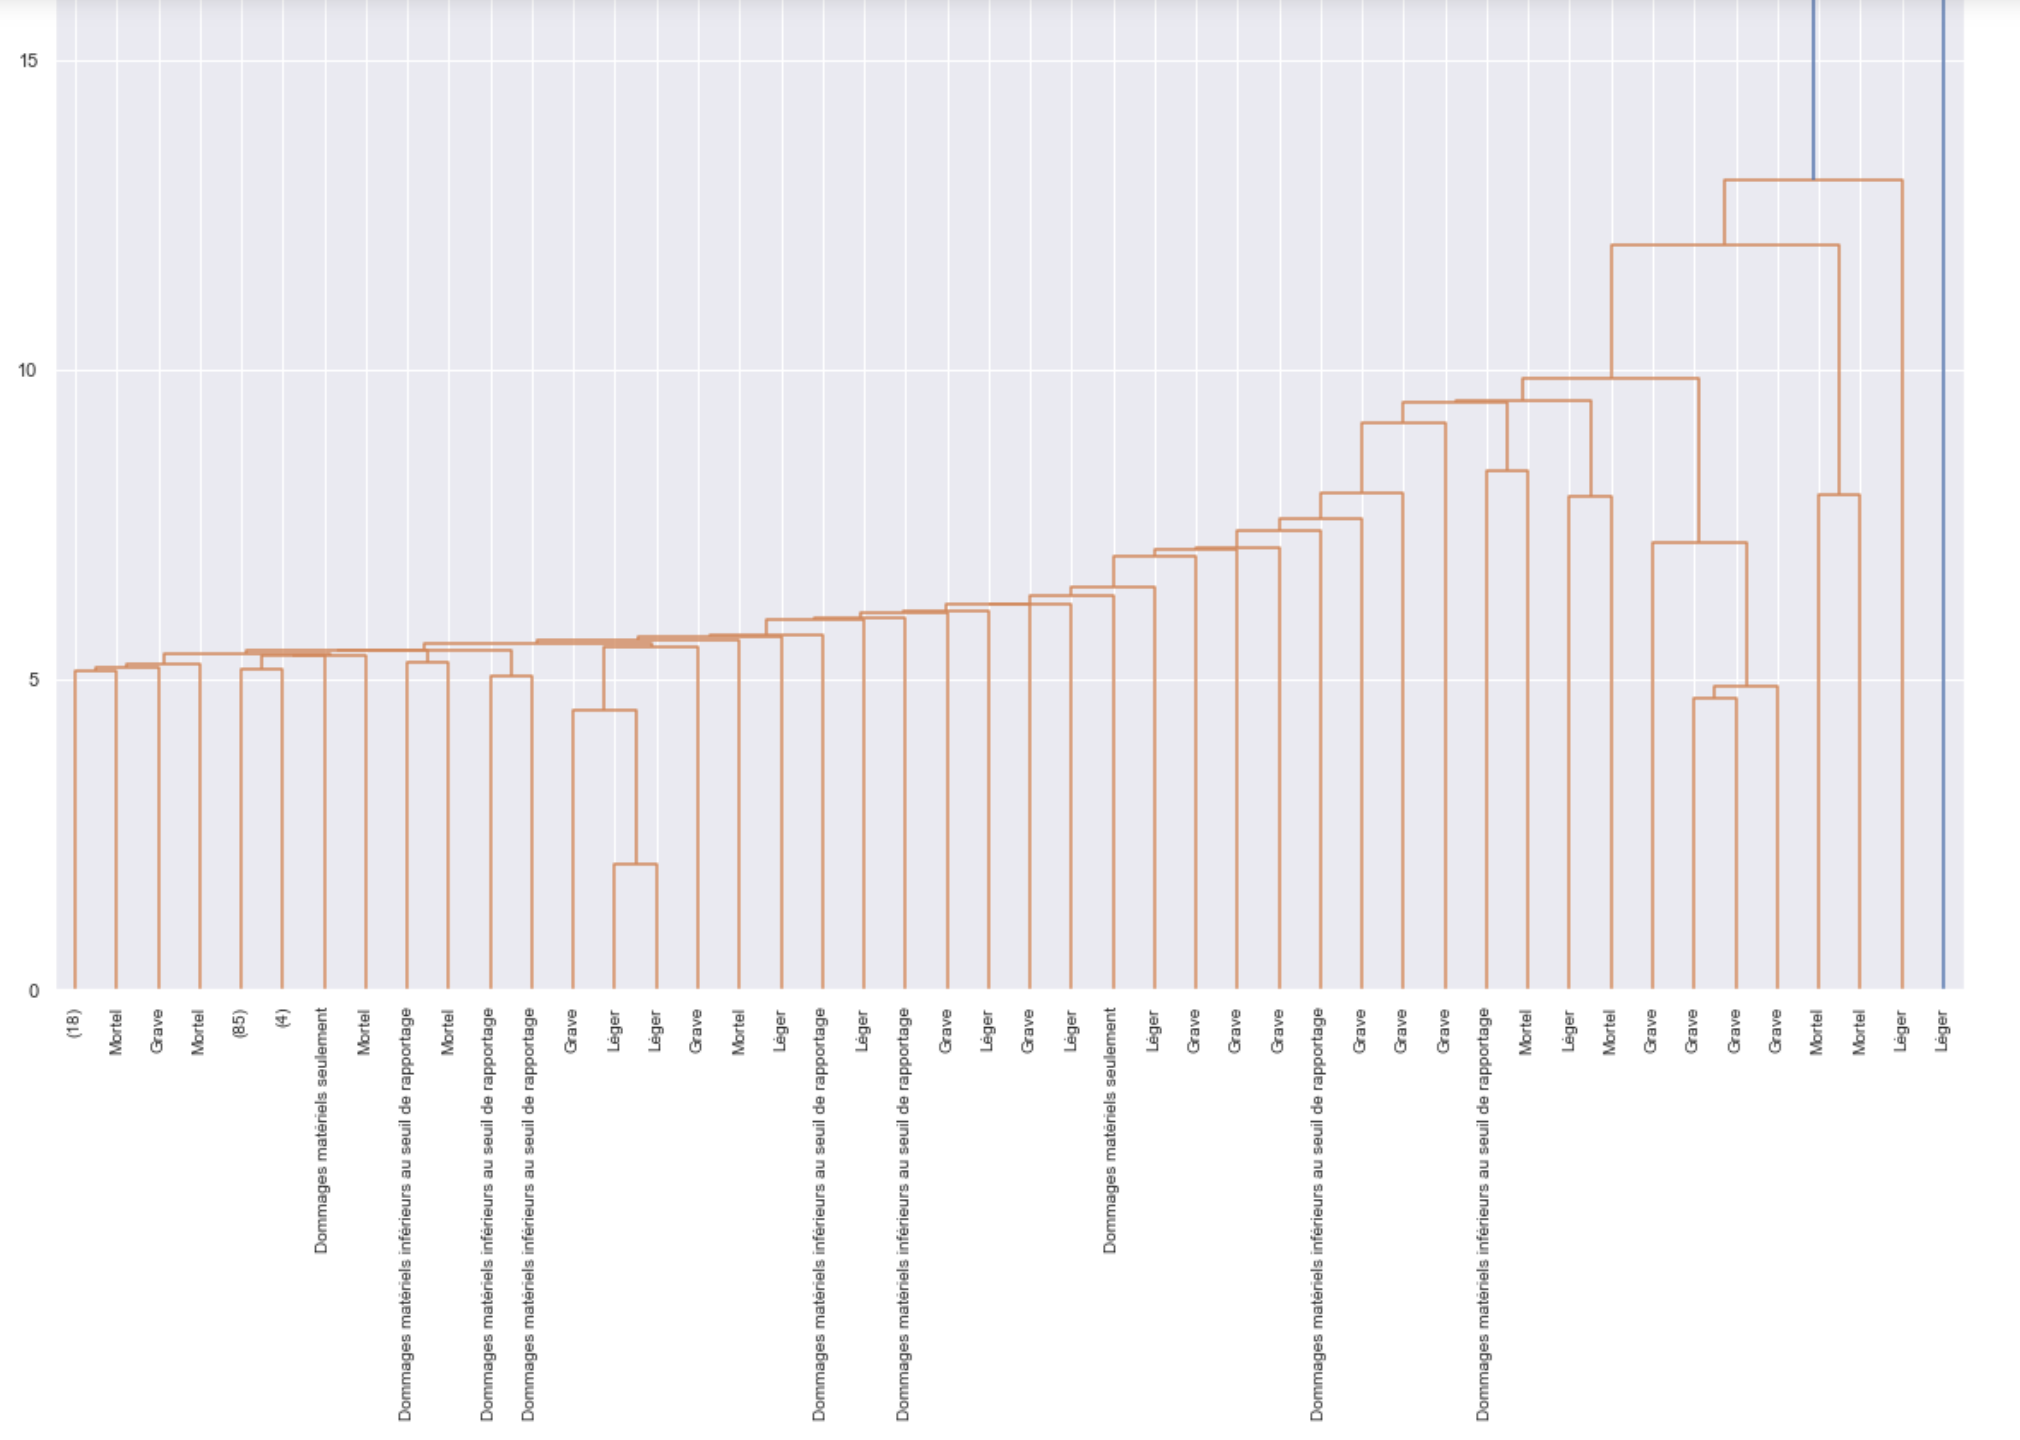 15
10
5
0
(18)
Mortel
Grave
Mortel
(85)
(4)
Dommages matériels seulement
Mortel
Dommages matériels inférieurs au seuil de rapportage
Mortel
Dommages matériels inférieurs au seuil de rapportage
Dommages matériels inférieurs au seuil de rapportage
Grave
Léger
Léger
Grave
Mortel
Léger
Dommages matériels inférieurs au seuil de rapportage
Léger
Dommages matériels inférieurs au seuil de rapportage
Grave
Léger
Grave
Léger
Dommages matériels seulement
Léger
Grave
Grave
Grave
Dommages matériels inférieurs au seuil de rapportage
Grave
Grave
Grave
Dommages matériels inférieurs au seuil de rapportage
Mortel
Léger
Mortel
Grave
Grave
Grave
Grave
Mortel
Mortel
Léger
Léger